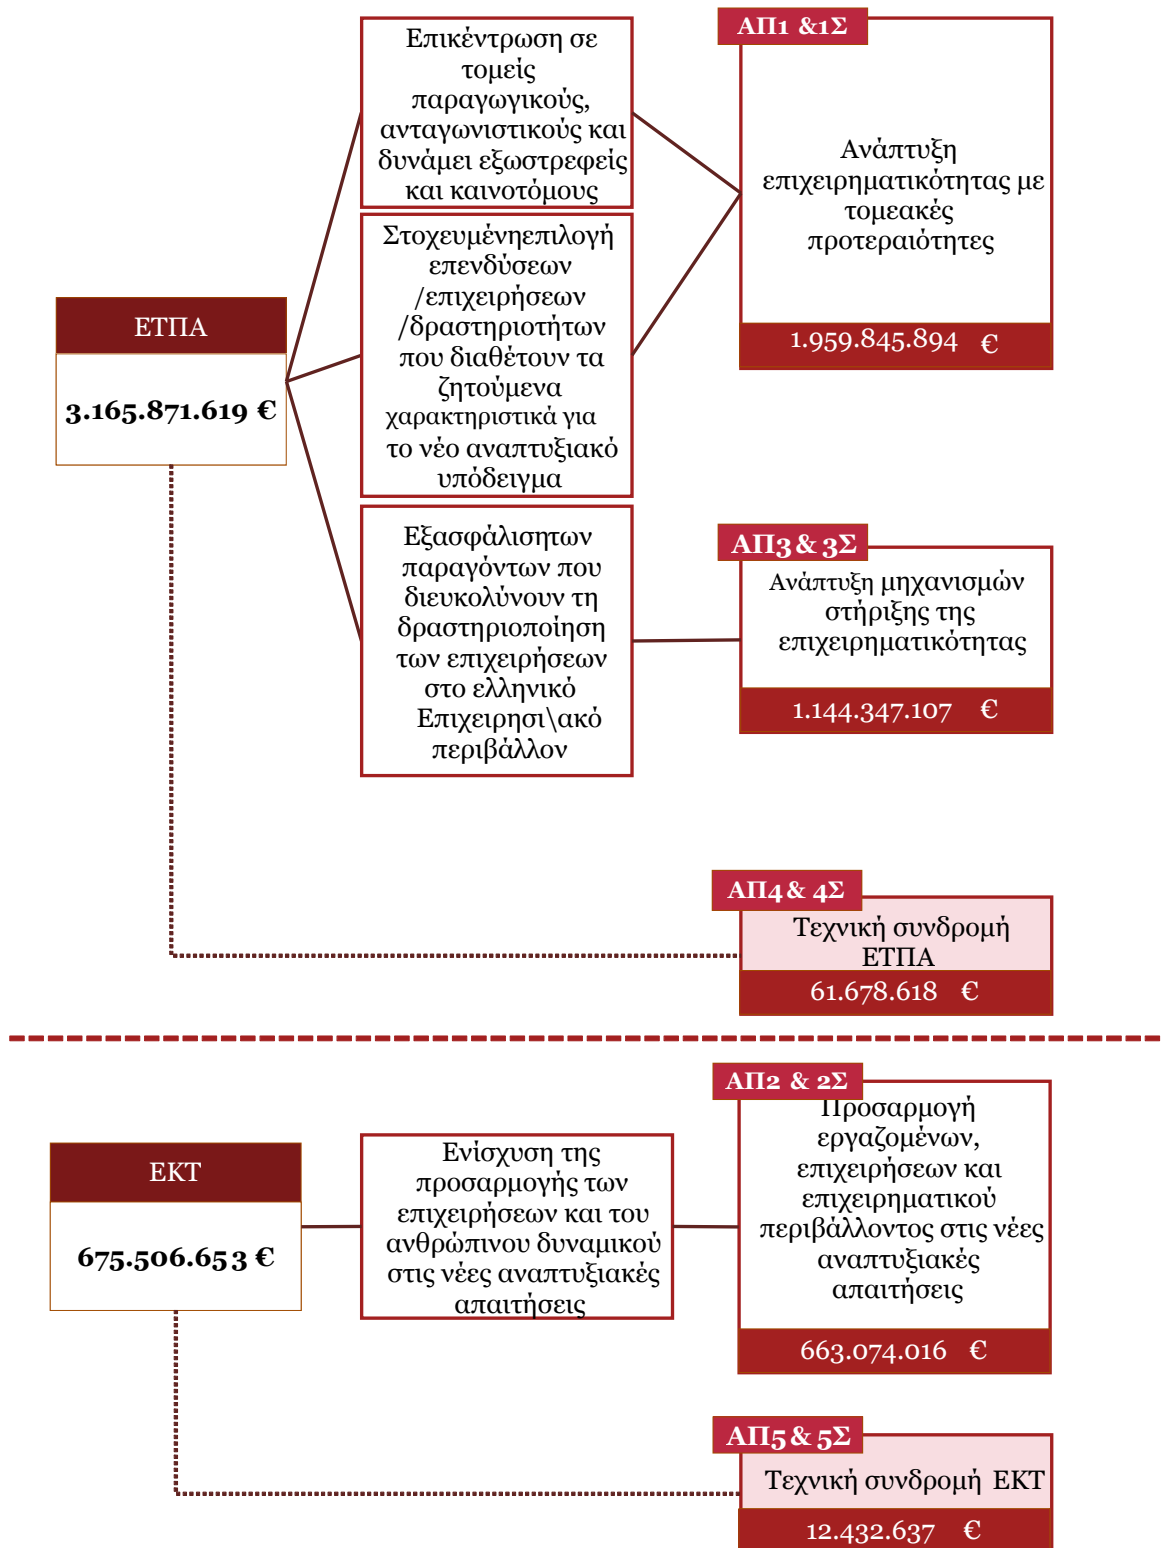 Επικέντρωση σε
τομείς
παραγωγικούς,
ανταγωνιστικούς και
δυνάμει εξωστρεφείς
και καινοτόμους
ΑΠ1 &1Σ
Ανάπτυξη
επιχειρηματικότητας με
τομεακές
προτεραιότητες
1.959.845.894 €
ΕΤΠΑ
3.165.871.619 €
Στοχευμένηεπιλογή
επενδύσεων
/επιχειρήσεων
/δραστηριοτήτων
που διαθέτουν τα
ζητούμενα
χαρακτηριστικά για
το νέο αναπτυξιακό
υπόδειγμα
Εξασφάλισητων
παραγόντων που
διευκολύνουν τη
δραστηριοποίηση
των επιχειρήσεων
στο ελληνικό
Επιχειρησι\ακό
περιβάλλον
ΑΠ3 & 3Σ
Ανάπτυξη μηχανισμών
στήριξης της
επιχειρηματικότητας
1.144.347.107 €
ΑΠ4 & 4Σ
Τεχνική συνδρομή
ΕΤΠΑ
61.678.618 €
ΕΚΤ
675.506.653 €
Ενίσχυση της
προσαρμογής των
επιχειρήσεων και του
ανθρώπινου δυναμικού
στις νέες αναπτυξιακές
απαιτήσεις
ΑΠ2 & 2Σ
Προσαρμογή
εργαζομένων,
επιχειρήσεων και
επιχειρηματικού
περιβάλλοντος στις νέες
αναπτυξιακές
απαιτήσεις
663.074.016 €
ΑΠ5 & 5Σ
Τεχνική συνδρομή ΕΚΤ
12.432.637 €